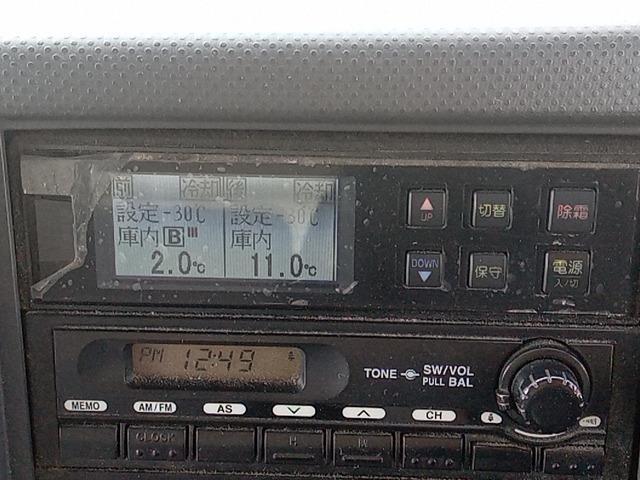 前 冷却 後 冷却
設定-30℃ 設定-30℃
庫内 B 庫内
2.0℃ 11.0℃
UP 切替 除霜
DOWN 保守 電源
入/切
PM 12:49
TONE SW/VOL
PULL BAL
MEMO AM/FM AS CH
CLOCK H M